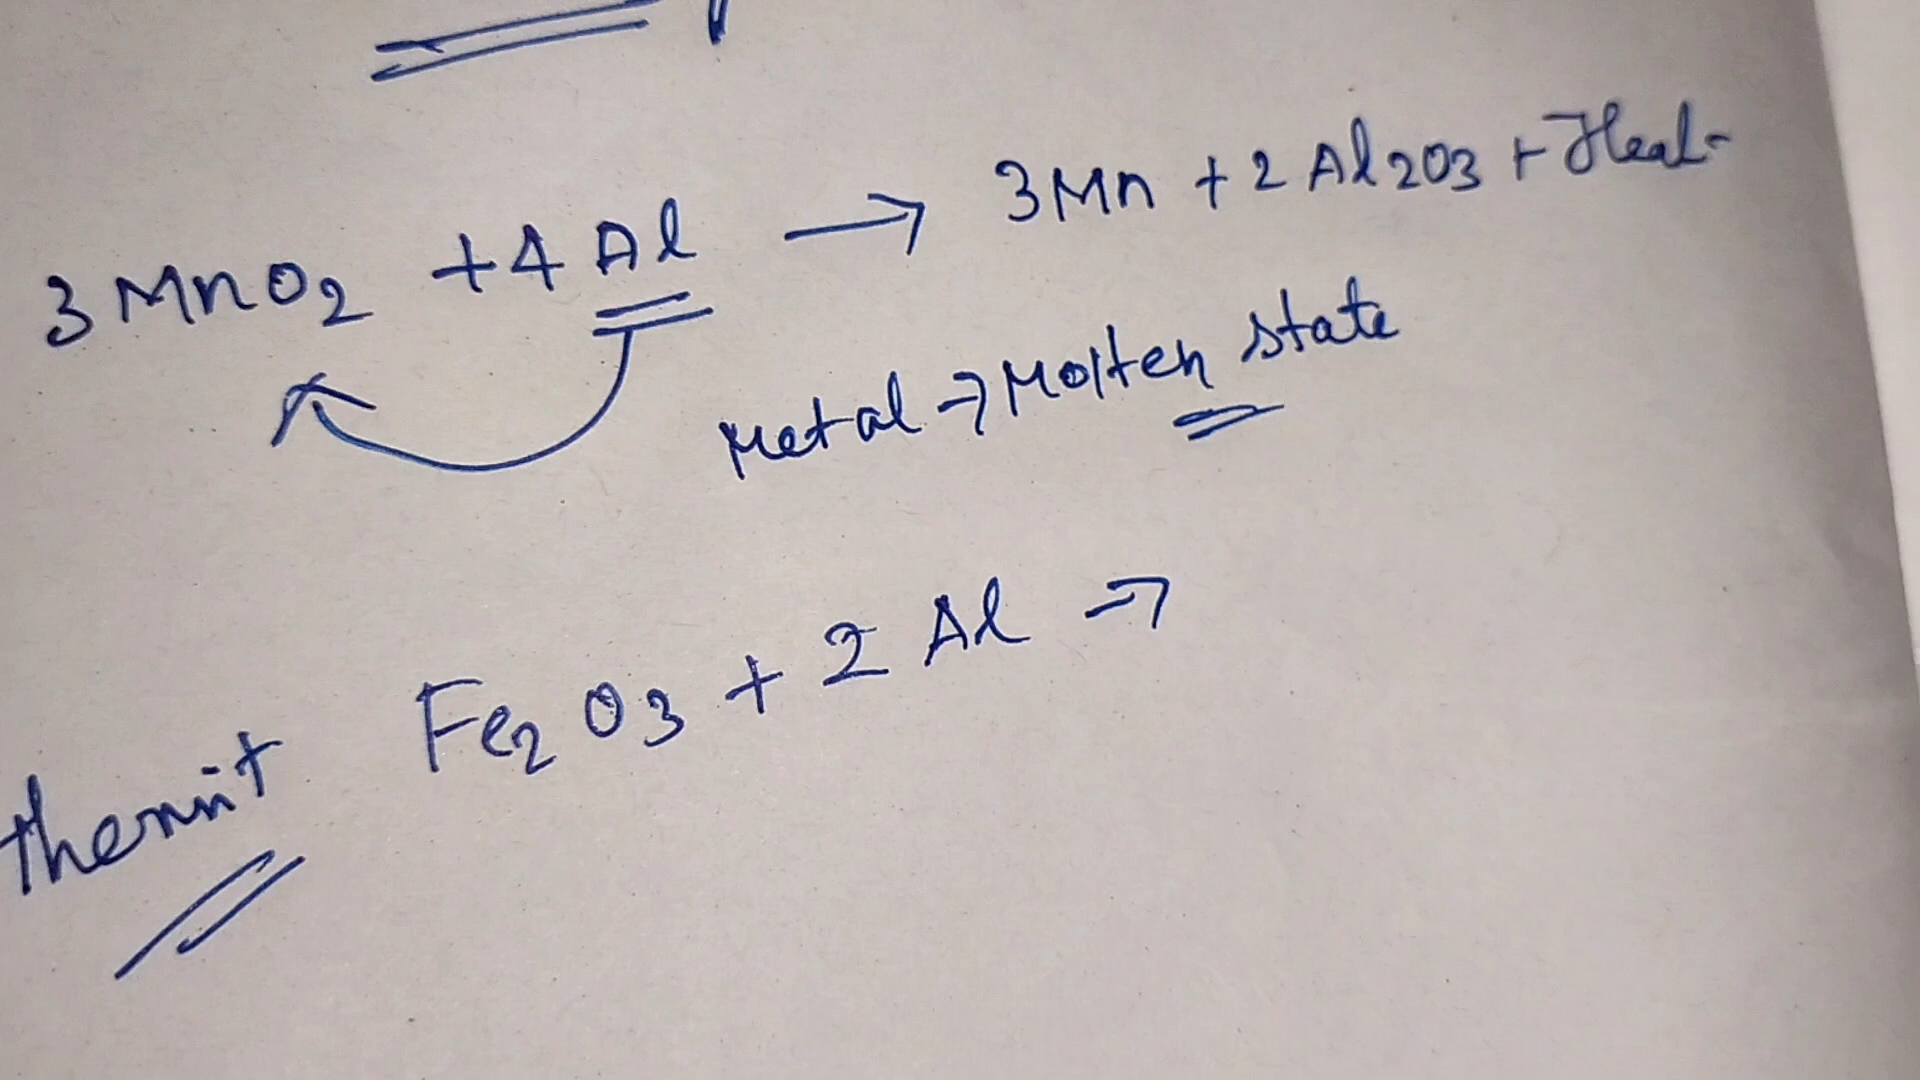 3MnO2 +4Al → 3Mn + 2Al2O3 + Heat
Metal → Molten state
thermit Fe2O3 + 2Al →